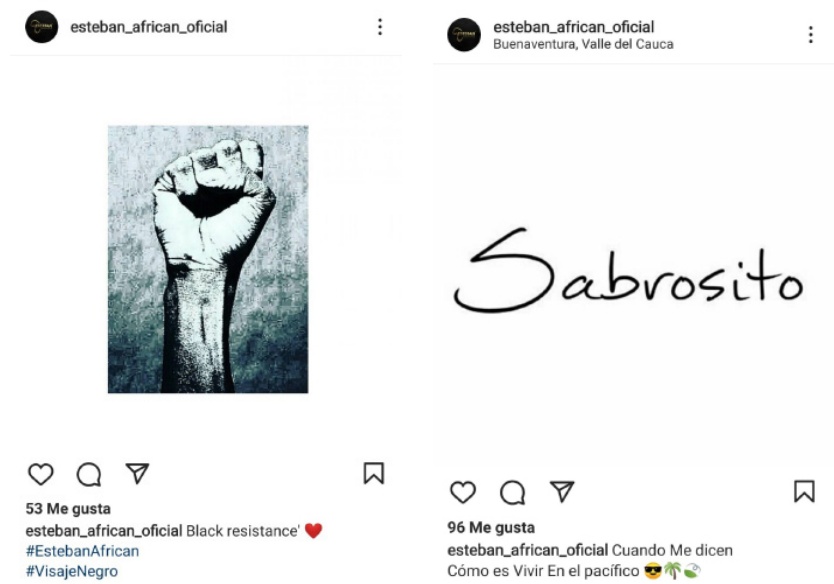 esteban_african_oficial
53 Me gusta
esteban_african_oficial Black resistance' ❤️
#EstebanAfrican
#VisajeNegro
esteban_african_oficial
Buenaventura, Valle del Cauca
Sabrosito
96 Me gusta
esteban_african_oficial Cuando Me dicen
Cómo es Vivir En el pacífico 😎🌴🍃